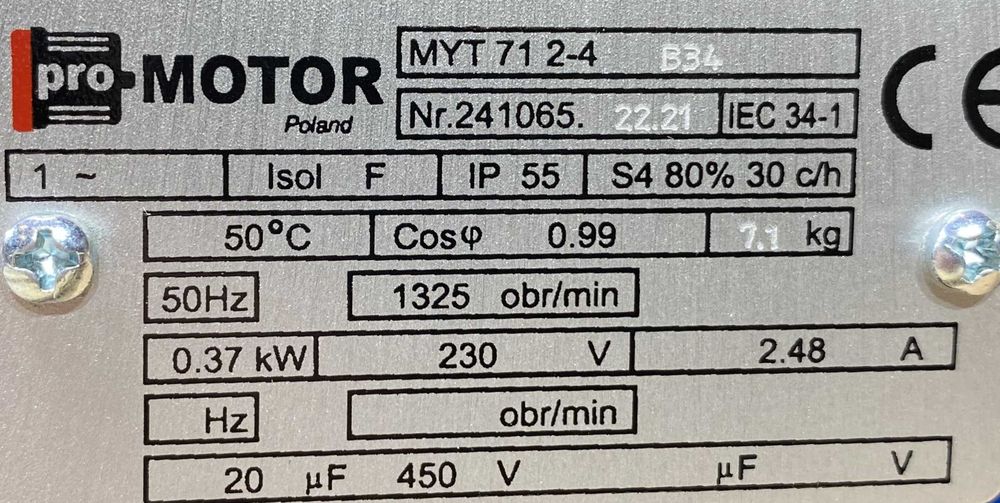 pro MOTOR
Poland
MYT 71 2-4 B34
Nr.241065. 22.21 IEC 34-1
CE
1 ~ Isol F IP 55 S4 80% 30 c/h
50°C Cosφ 0.99 7.1 kg
50Hz 1325 obr/min
0.37 kW 230 V 2.48 A
Hz obr/min
20 μF 450 V μF V